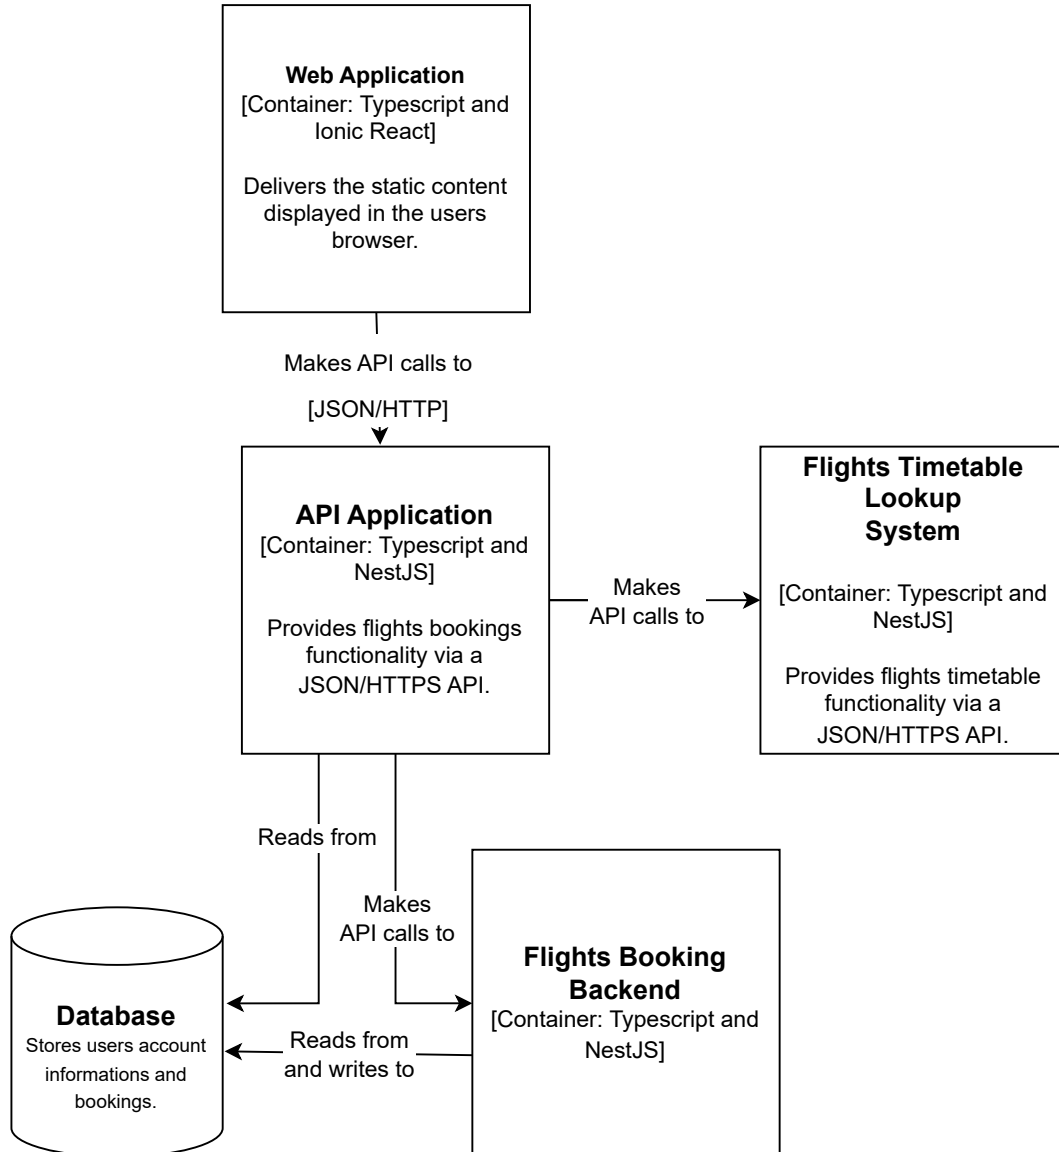 Web Application
[Container: Typescript and
Ionic React]
Delivers the static content
displayed in the users
browser.
Makes API calls to
[JSON/HTTP]
API Application
[Container: Typescript and
NestJS]
Provides flights bookings
functionality via a
JSON/HTTPS API.
Makes
API calls to
Flights Timetable
Lookup
System
[Container: Typescript and
NestJS]
Provides flights timetable
functionality via a
JSON/HTTPS API.
Reads from
Makes
API calls to
Flights Booking
Backend
[Container: Typescript and
NestJS]
Database
Stores users account
informations and
bookings.
Reads from
and writes to